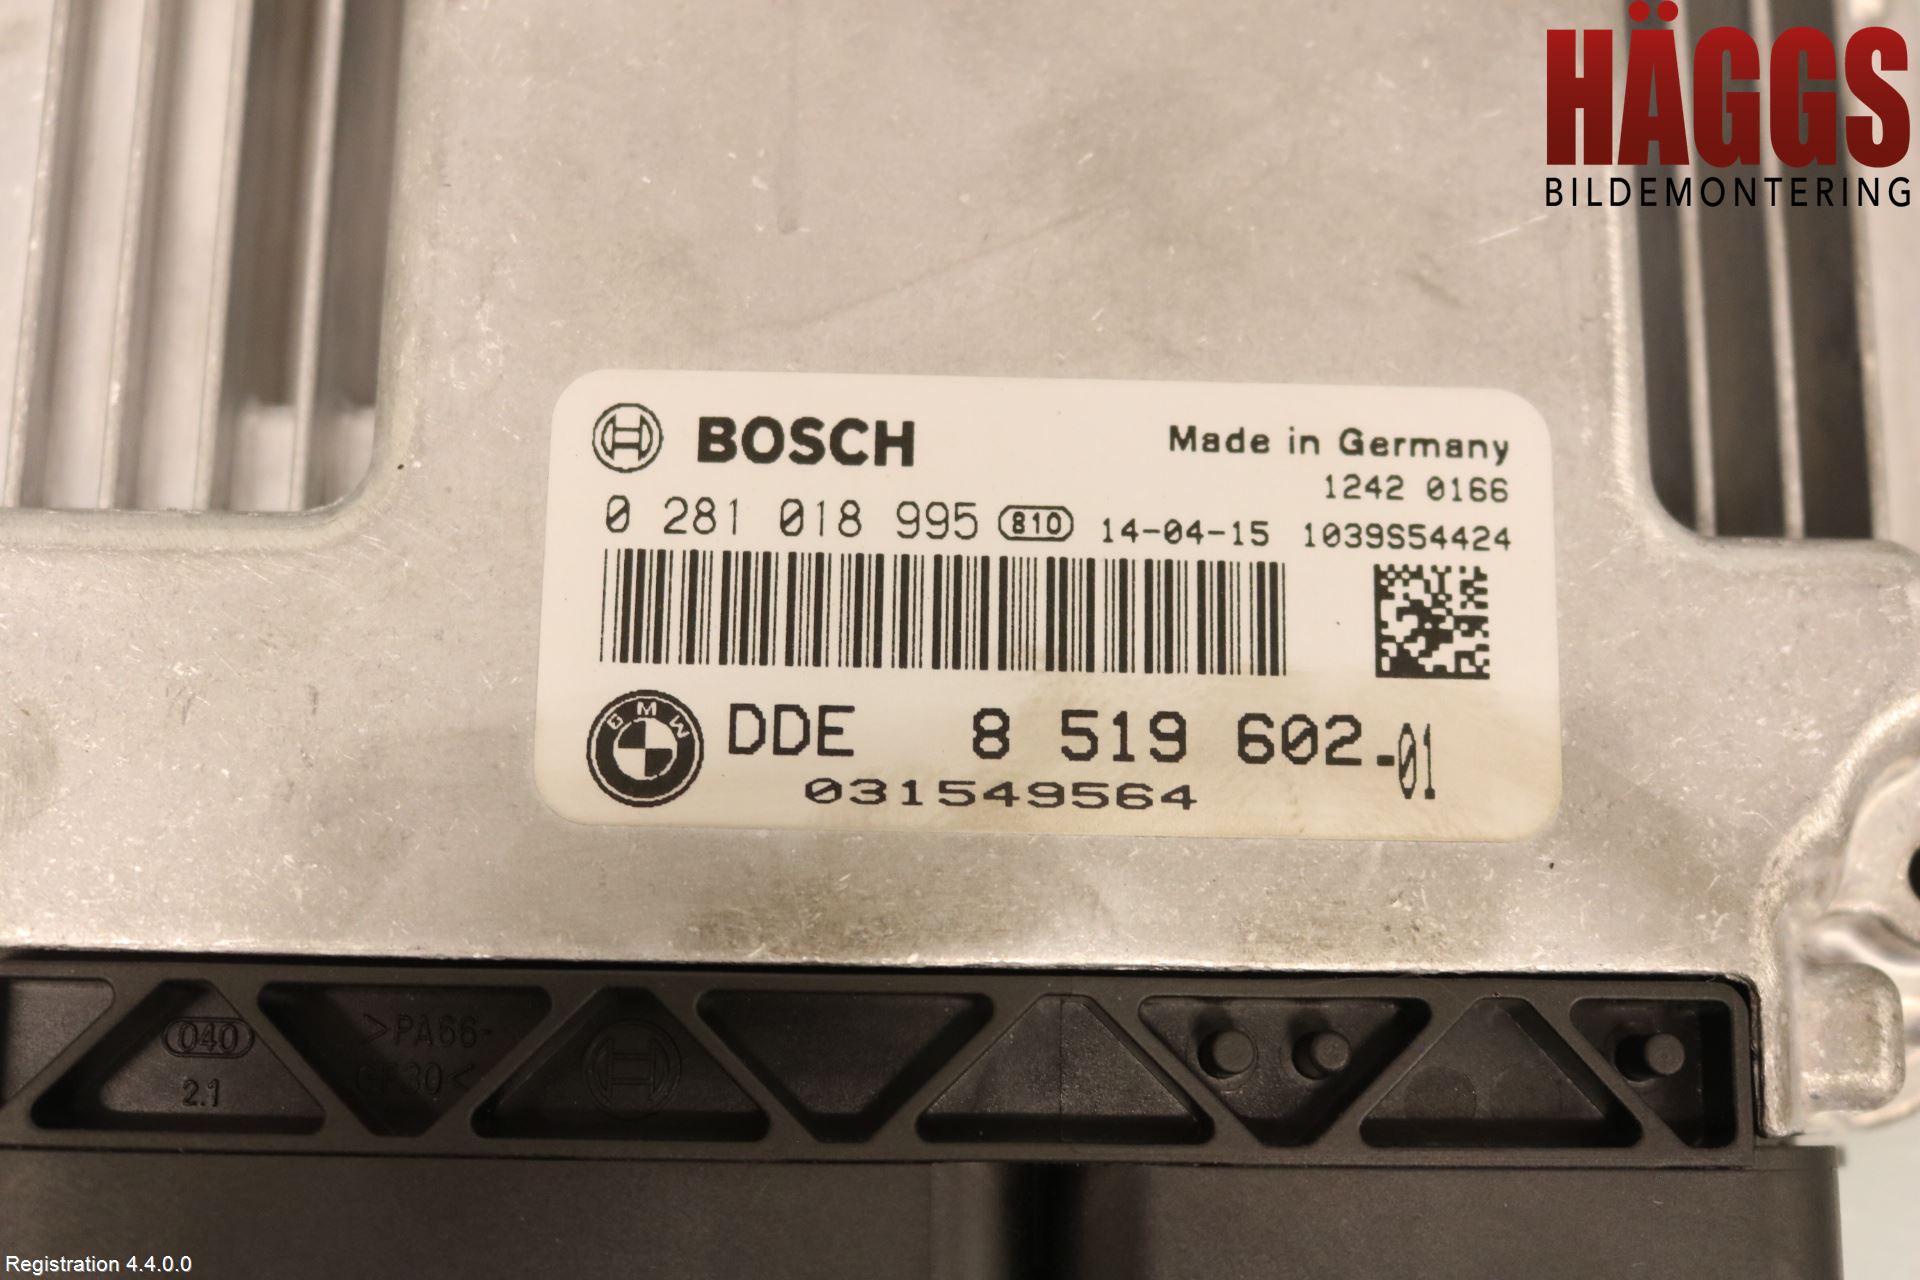 HÄGGS
BILDEMONTERING
BOSCH
Made in Germany
1242 0166
0 281 018 995 810 14-04-15 1039S54424
BMW
DDE 8 519 602-01
031549564
040
2.1
>PA66-
GF30<
Registration 4.4.0.0